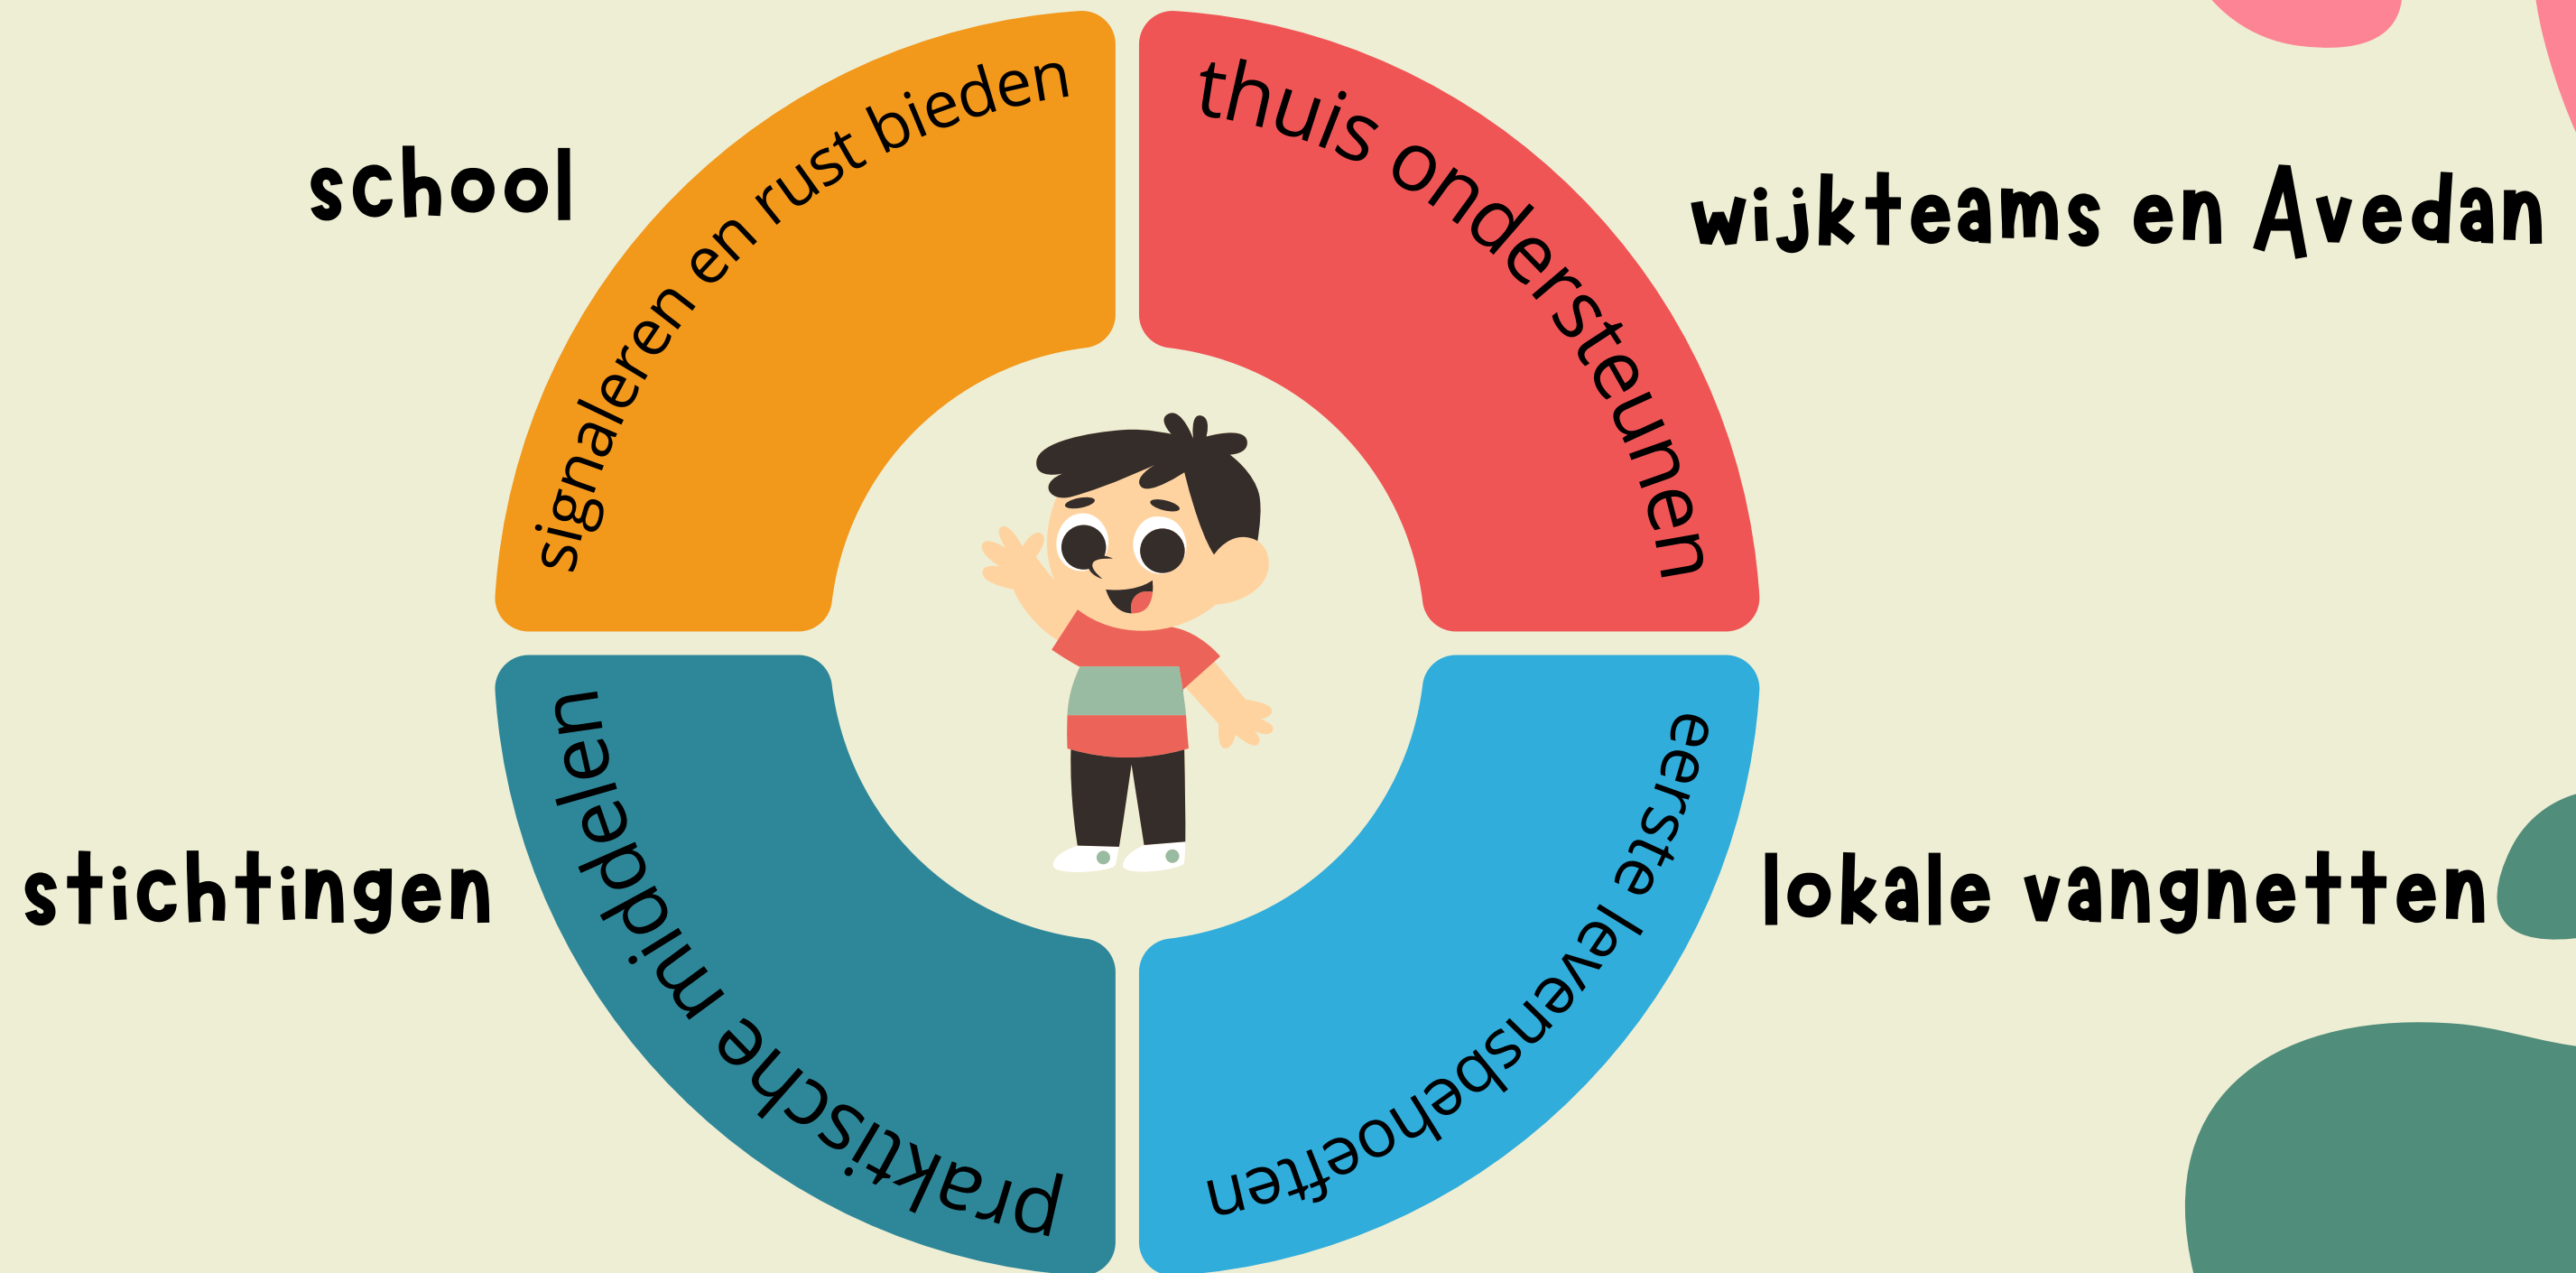 school
signaleren en rust bieden
thuis ondersteunen
wijkteams en Avedan
stichtingen
praktische middelen
eerste levensbehoeften
lokale vangnetten